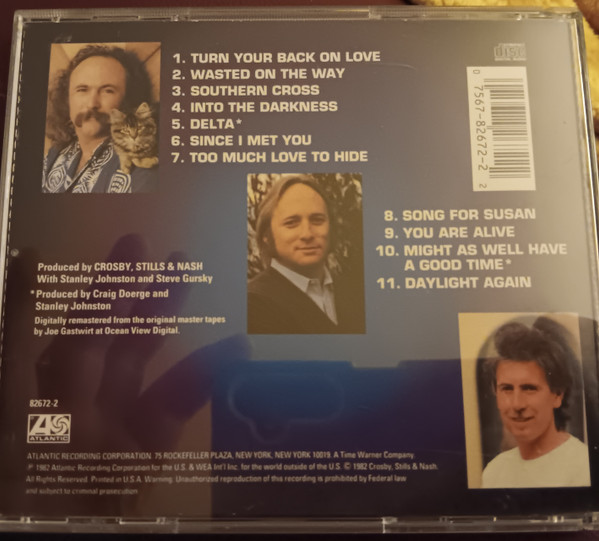 1. TURN YOUR BACK ON LOVE
2. WASTED ON THE WAY
3. SOUTHERN CROSS
4. INTO THE DARKNESS
5. DELTA*
6. SINCE I MET YOU
7. TOO MUCH LOVE TO HIDE
COMPACT
disc
DIGITAL AUDIO
0 7567-82672-2 2
8. SONG FOR SUSAN
9. YOU ARE ALIVE
10. MIGHT AS WELL HAVE
A GOOD TIME*
11. DAYLIGHT AGAIN
Produced by CROSBY, STILLS & NASH
With Stanley Johnston and Steve Gursky
*Produced by Craig Doerge and
Stanley Johnston
Digitally remastered from the original master tapes
by Joe Gastwirt at Ocean View Digital.
82672-2
ATLANTIC
ATLANTIC RECORDING CORPORATION. 75 ROCKEFELLER PLAZA, NEW YORK, NEW YORK 10019. A Time Warner Company.
℗ 1982 Atlantic Recording Corporation for the U.S. & WEA Int'l Inc. for the world outside of the U.S. © 1982 Crosby, Stills & Nash.
All Rights Reserved. Printed in U.S.A. Warning. Unauthorized reproduction of this recording is prohibited by Federal law
and subject to criminal prosecution